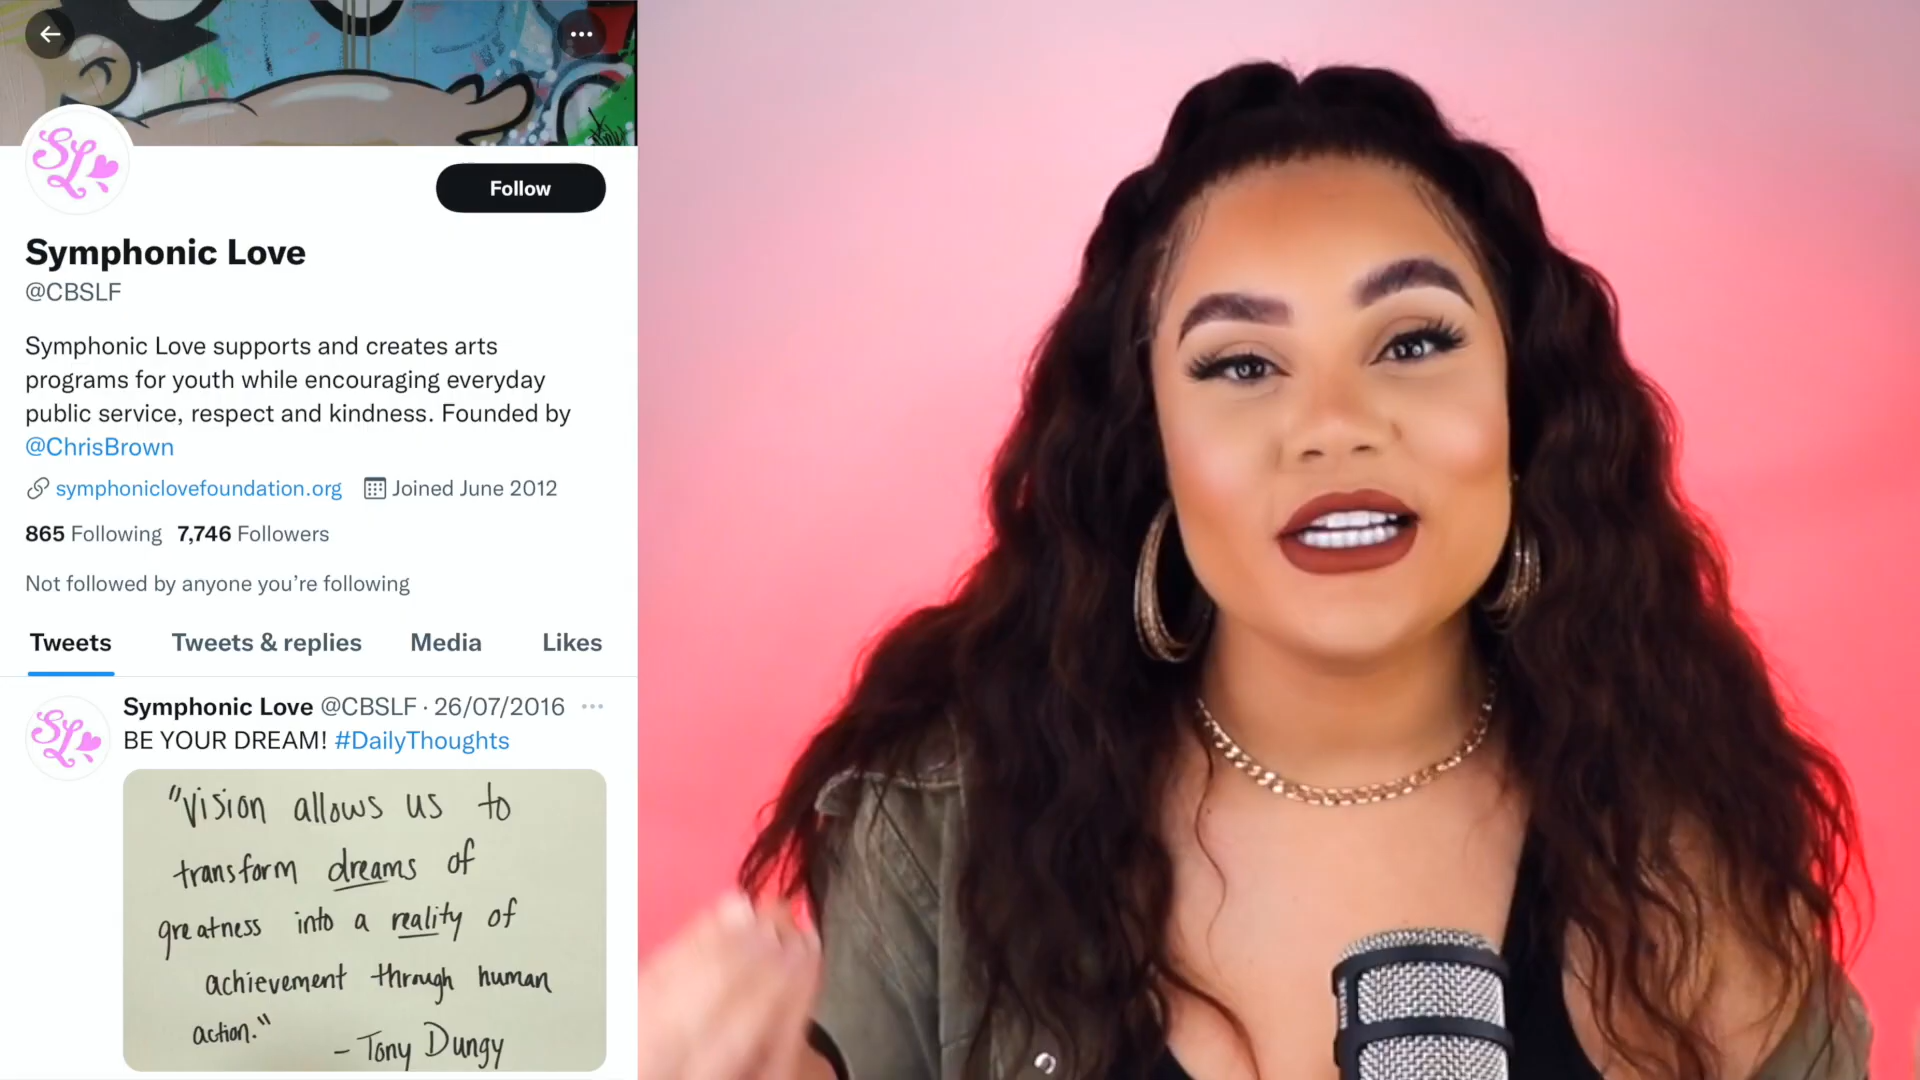 SL
Follow
Symphonic Love
@CBSLF
Symphonic Love supports and creates arts
programs for youth while encouraging everyday
public service, respect and kindness. Founded by
@ChrisBrown
symphoniclovefoundation.org Joined June 2012
865 Following 7,746 Followers
Not followed by anyone you’re following
Tweets Tweets & replies Media Likes
SL
Symphonic Love @CBSLF · 26/07/2016
BE YOUR DREAM! #DailyThoughts
"Vision allows us to
transform dreams of
greatness into a reality of
achievement through human
action."
- Tony Dungy